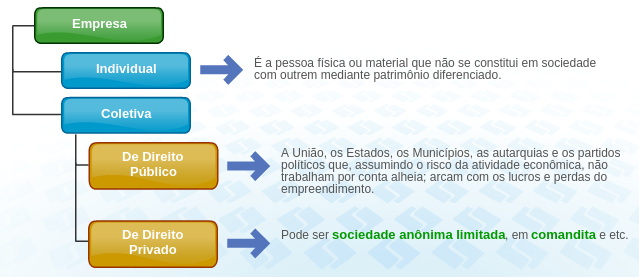 Empresa
Individual
É a pessoa física ou material que não se constitui em sociedade
com outrem mediante patrimônio diferenciado.
Coletiva
De Direito
Público
A União, os Estados, os Municípios, as autarquias e os partidos
políticos que, assumindo o risco da atividade econômica, não
trabalham por conta alheia; arcam com os lucros e perdas do
empreendimento.
De Direito
Privado
Pode ser sociedade anônima limitada, em comandita e etc.